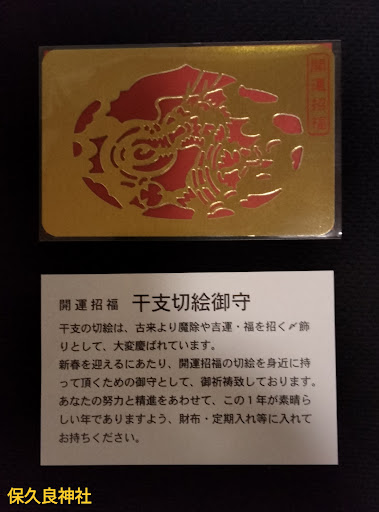 開運招福
開運招福 干支切絵御守
干支の切絵は、古来より魔除や吉運・福を招く〆飾
りとして、大変慶ばれています。
新春を迎えるにあたり、開運招福の切絵を身近に持
って頂くための御守として、御祈祷致しております。
あなたの努力と精進をあわせて、この1年が素晴ら
しい年でありますよう、財布・定期入れ等に入れて
お持ちください。
保久良神社